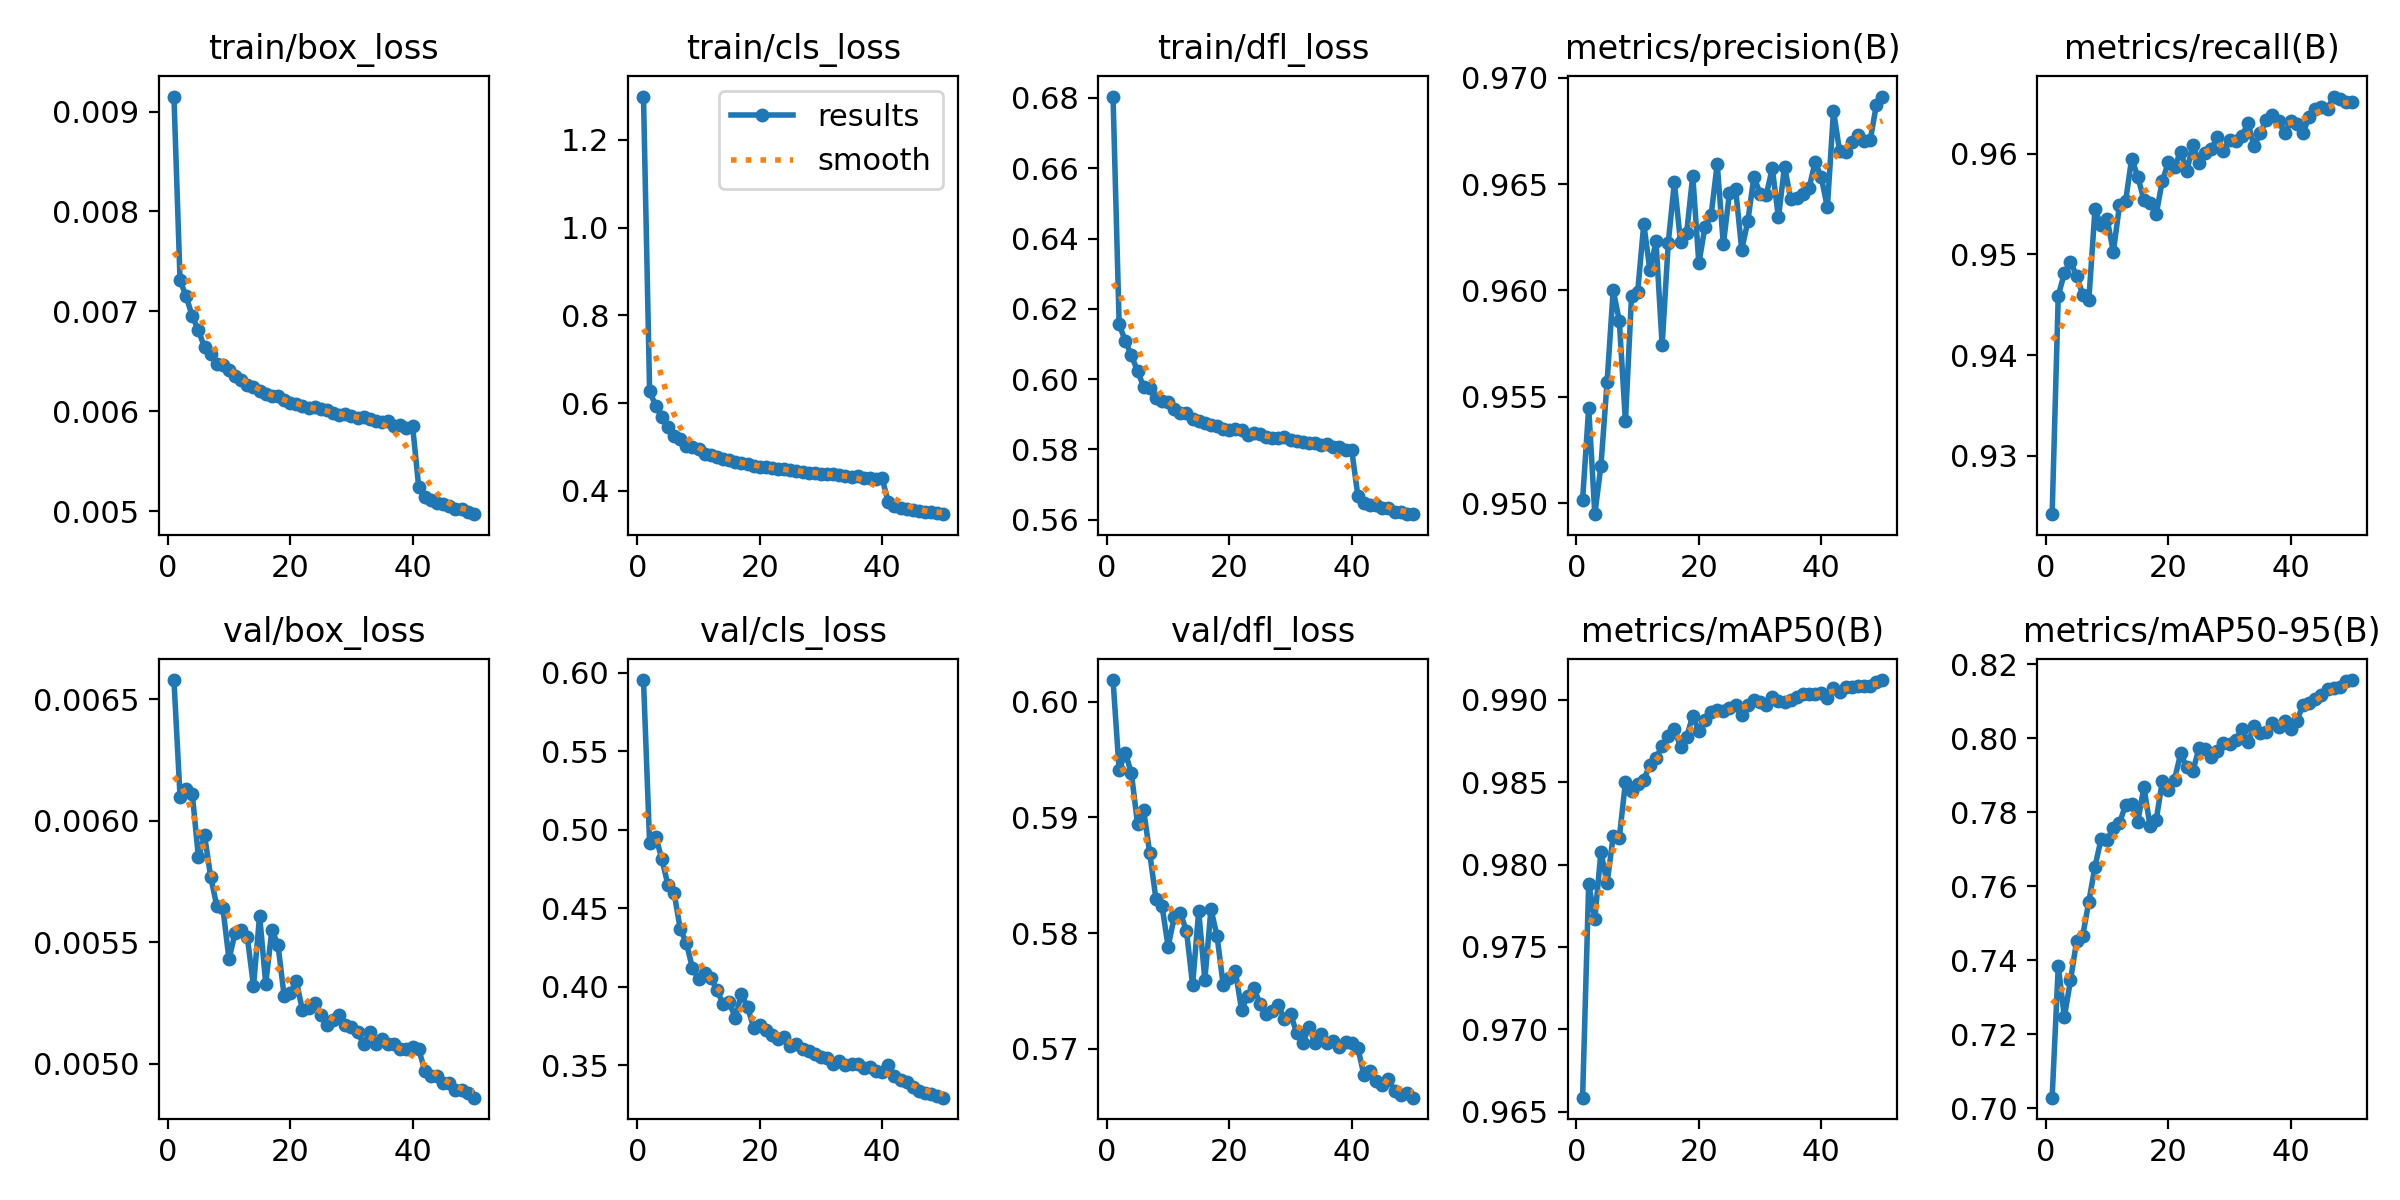 train/box_loss
0.009
0.008
0.007
0.006
0.005
0 20 40
train/cls_loss
results
smooth
1.2
1.0
0.8
0.6
0.4
0 20 40
train/dfl_loss
0.68
0.66
0.64
0.62
0.60
0.58
0.56
0 20 40
metrics/precision(B)
0.970
0.965
0.960
0.955
0.950
0 20 40
metrics/recall(B)
0.96
0.95
0.94
0.93
0 20 40
val/box_loss
0.0065
0.0060
0.0055
0.0050
0 20 40
val/cls_loss
0.60
0.55
0.50
0.45
0.40
0.35
0 20 40
val/dfl_loss
0.60
0.59
0.58
0.57
0 20 40
metrics/mAP50(B)
0.990
0.985
0.980
0.975
0.970
0.965
0 20 40
metrics/mAP50-95(B)
0.82
0.80
0.78
0.76
0.74
0.72
0.70
0 20 40